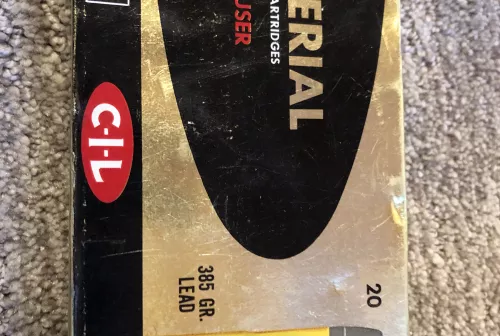 ERIAL
ARTRIDGES
USER
C-I-L
20
385 GR.
LEAD